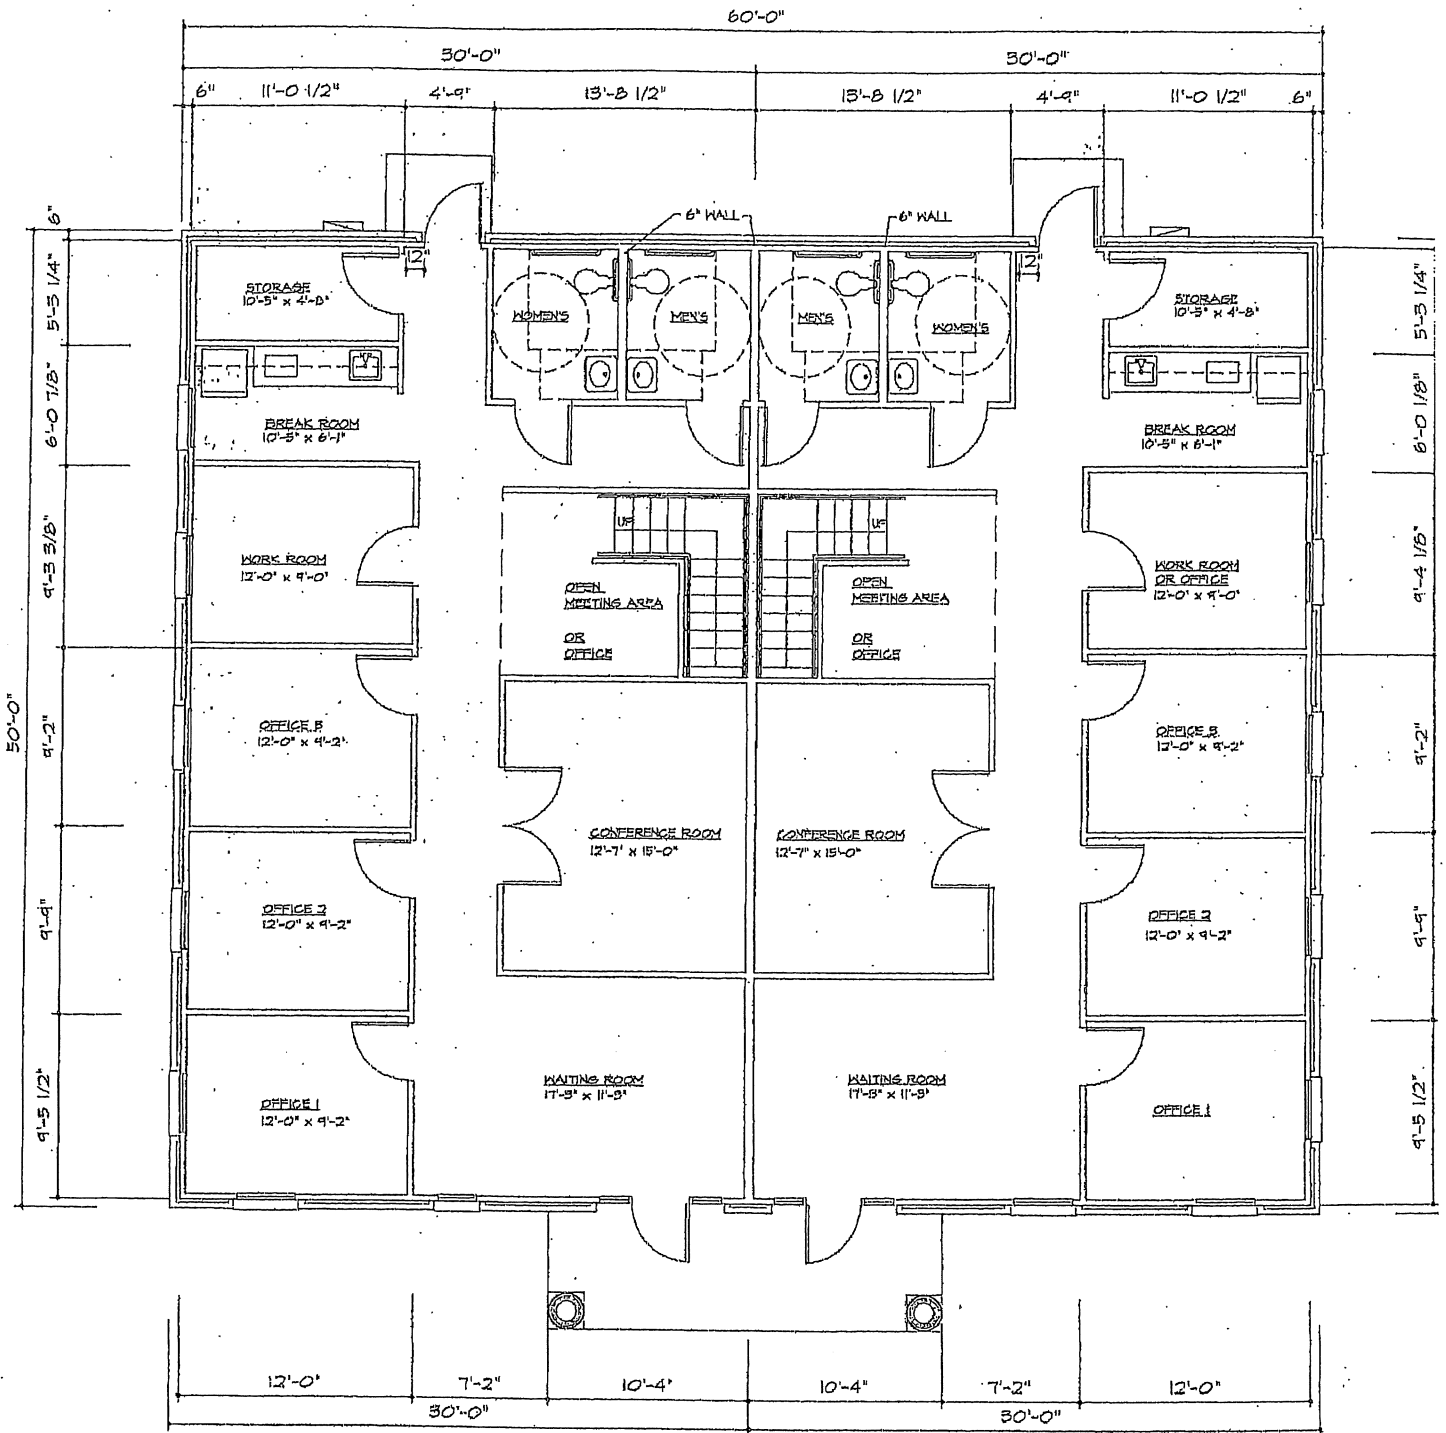 60'-0"
30'-0"
30'-0"
6"
11'-0 1/2"
4'-9"
13'-8 1/2"
13'-8 1/2"
4'-9"
11'-0 1/2"
6"
6" WALL
6" WALL
6"
5'-3 1/4"
6'-0 7/8"
9'-3 3/8"
9'-2"
9'-9"
9'-5 1/2"
50'-0"
12"
12"
STORAGE
10'-5" x 4'-8"
WOMEN'S
MEN'S
MEN'S
WOMEN'S
STORAGE
10'-5" x 4'-8"
BREAK ROOM
10'-5" x 6'-1"
BREAK ROOM
10'-5" x 6'-1"
UP
UP
WORK ROOM
12'-0" x 9'-0"
OPEN
MEETING AREA
OR
OFFICE
OPEN
MEETING AREA
OR
OFFICE
WORK ROOM
OR OFFICE
12'-0" x 9'-0"
OFFICE 3
12'-0" x 9'-2"
OFFICE 3
12'-0" x 9'-2"
CONFERENCE ROOM
12'-7" x 15'-0"
CONFERENCE ROOM
12'-7" x 15'-0"
OFFICE 2
12'-0" x 9'-2"
OFFICE 2
12'-0" x 9'-2"
WAITING ROOM
17'-3" x 11'-3"
WAITING ROOM
17'-3" x 11'-3"
OFFICE 1
12'-0" x 9'-2"
OFFICE 1
5'-3 1/4"
6'-0 1/8"
9'-4 1/8"
9'-2"
9'-9"
9'-5 1/2"
12'-0"
7'-2"
10'-4"
10'-4"
7'-2"
12'-0"
30'-0"
30'-0"